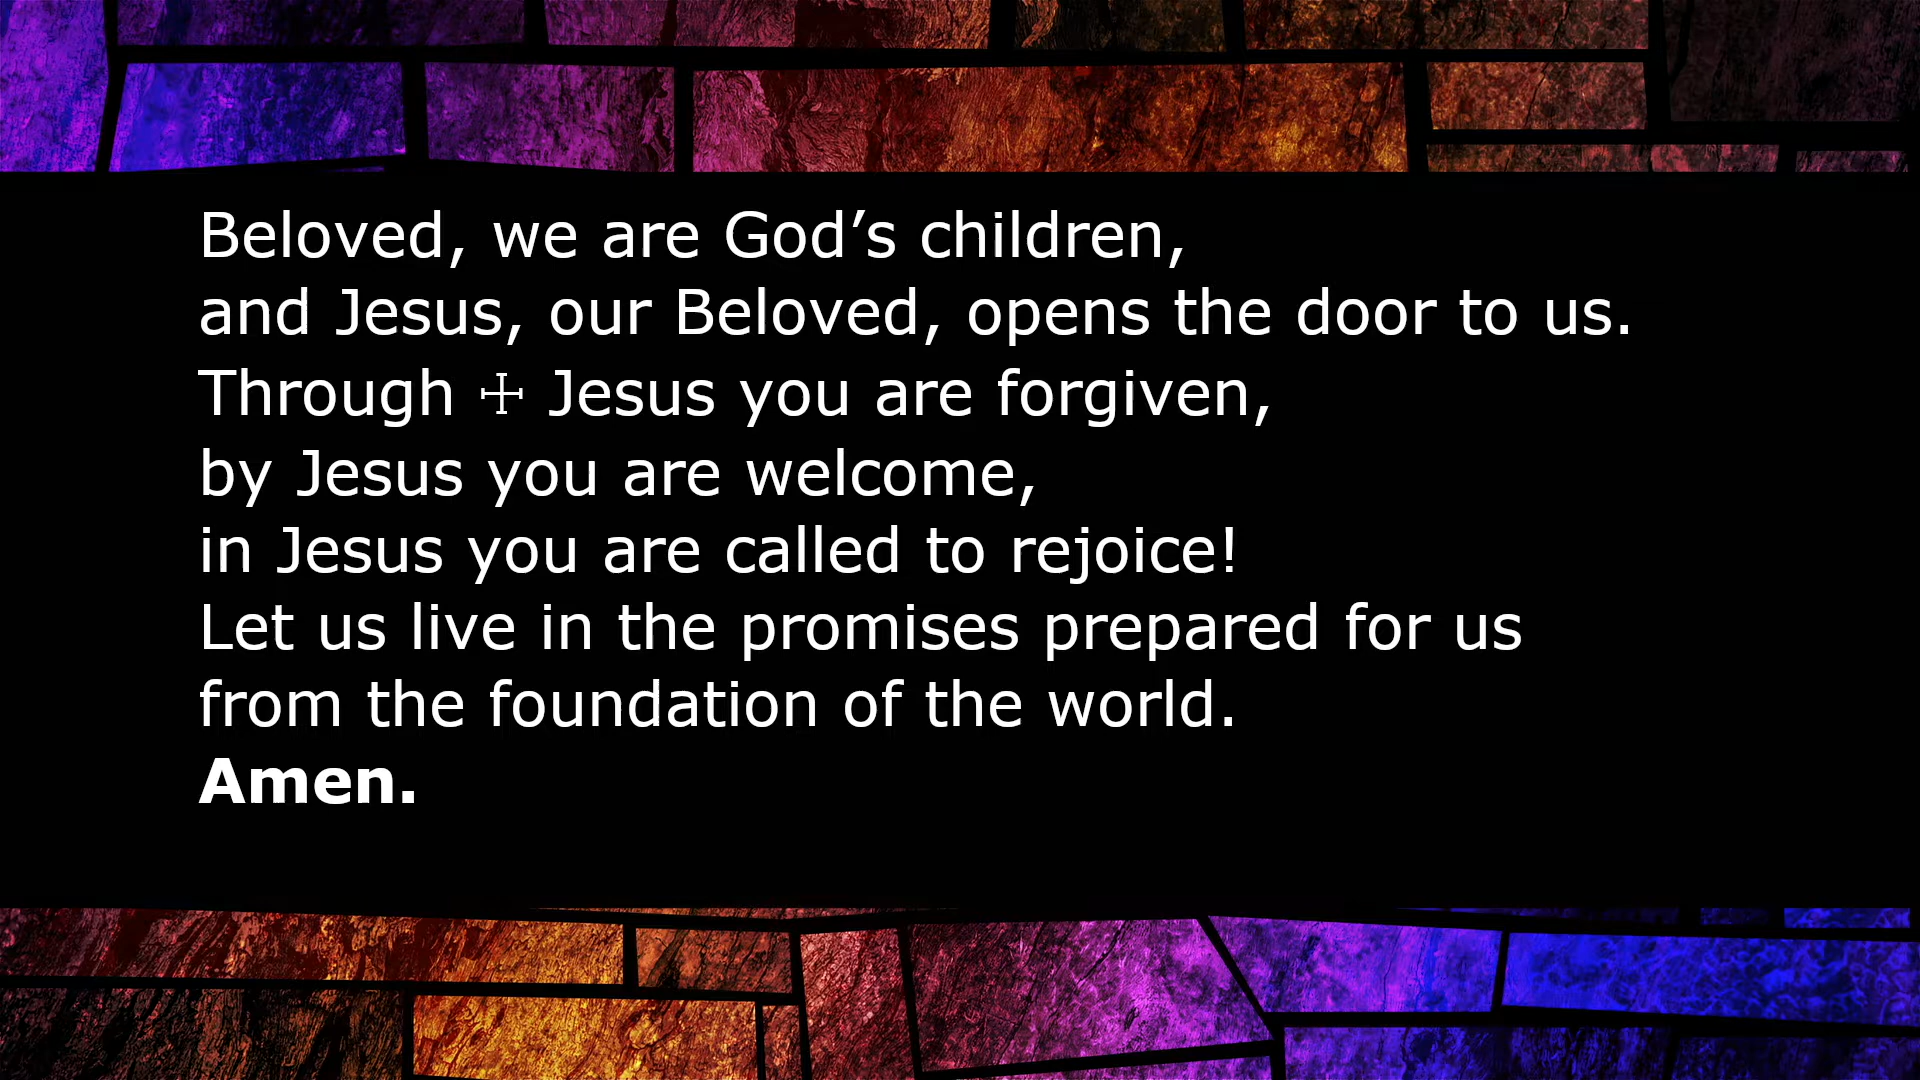 Beloved, we are God’s children,
and Jesus, our Beloved, opens the door to us.
Through ☩ Jesus you are forgiven,
by Jesus you are welcome,
in Jesus you are called to rejoice!
Let us live in the promises prepared for us
from the foundation of the world.
Amen.